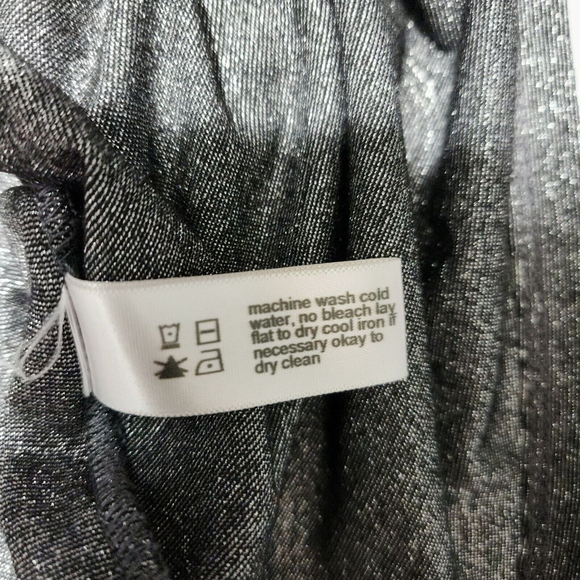 machine wash cold
water, no bleach lay
flat to dry cool iron if
necessary okay to
dry clean